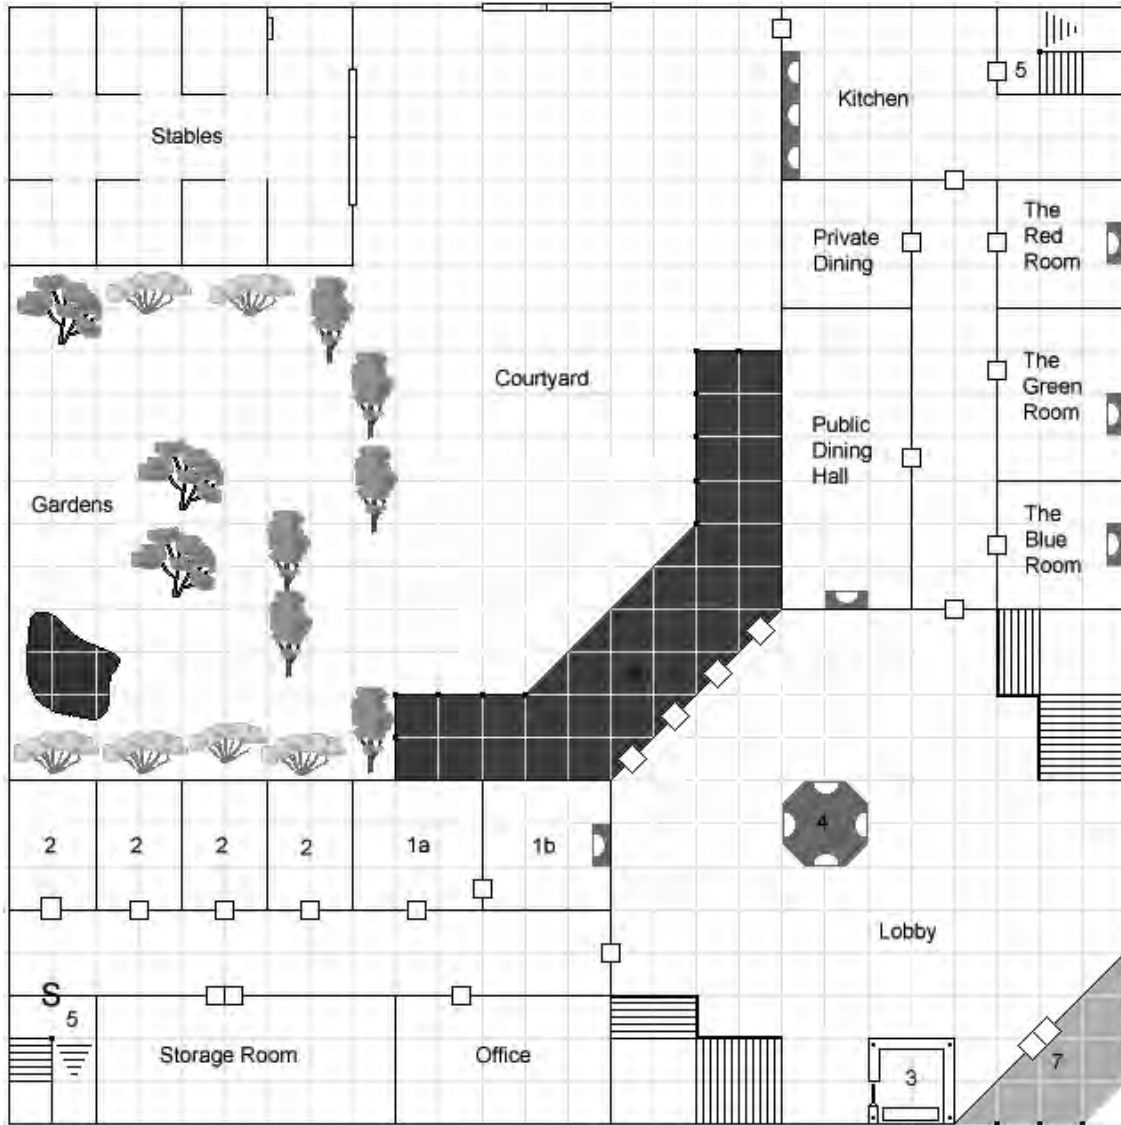 5
Kitchen
Stables
The
Red
Room
Private
Dining
The
Green
Room
Courtyard
Public
Dining
Hall
Gardens
The
Blue
Room
2
2
2
2
1a
1b
4
Lobby
S
5
Storage Room
Office
3
7